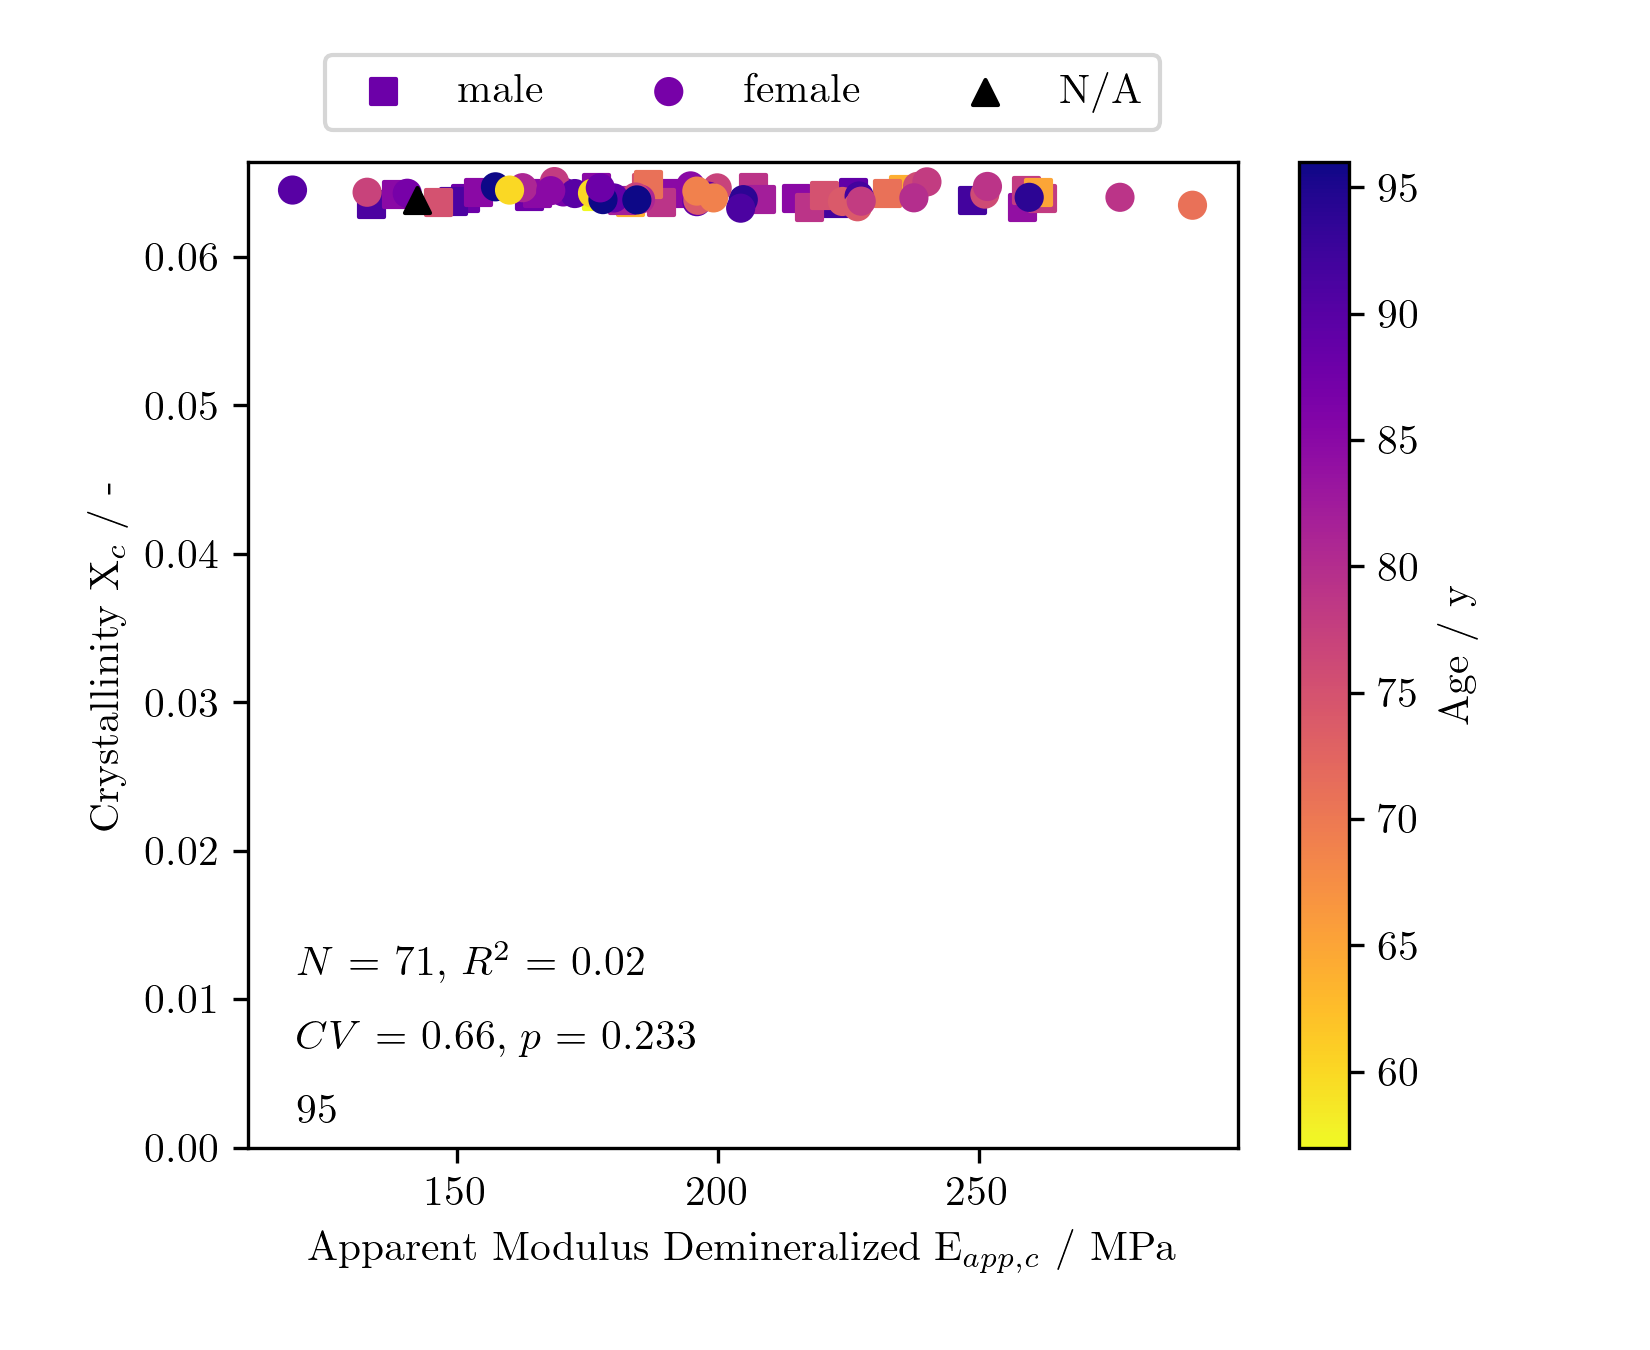 male female N/A
0.06
0.05
0.04
0.03
0.02
0.01
0.00
Crystallinity X_c / -
N = 71, R² = 0.02
CV = 0.66, p = 0.233
95
150 200 250
Apparent Modulus Demineralized E_app,c / MPa
95
90
85
80
75
70
65
60
Age / y